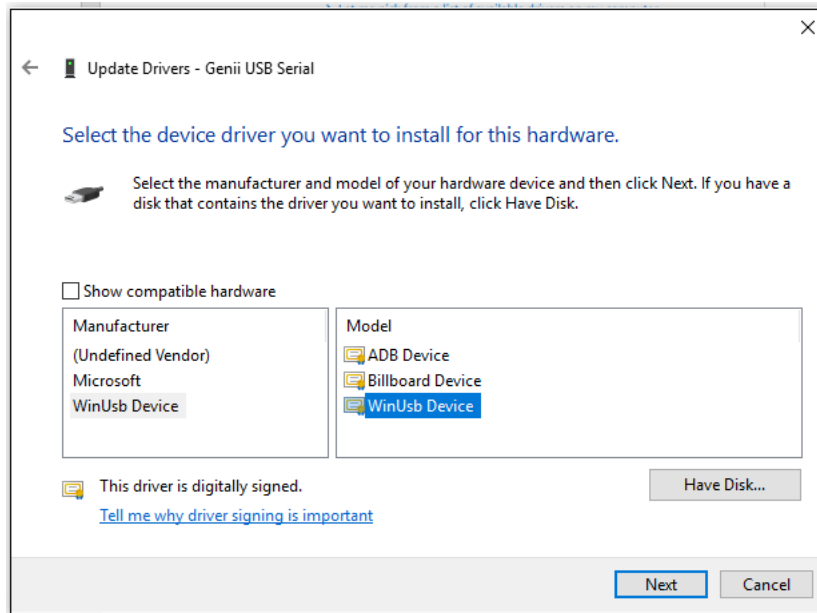 Update Drivers - Genii USB Serial
Select the device driver you want to install for this hardware.
Select the manufacturer and model of your hardware device and then click Next. If you have a
disk that contains the driver you want to install, click Have Disk.
Show compatible hardware
Manufacturer
(Undefined Vendor)
Microsoft
WinUsb Device
Model
ADB Device
Billboard Device
WinUsb Device
This driver is digitally signed.
Have Disk...
Tell me why driver signing is important
Next
Cancel